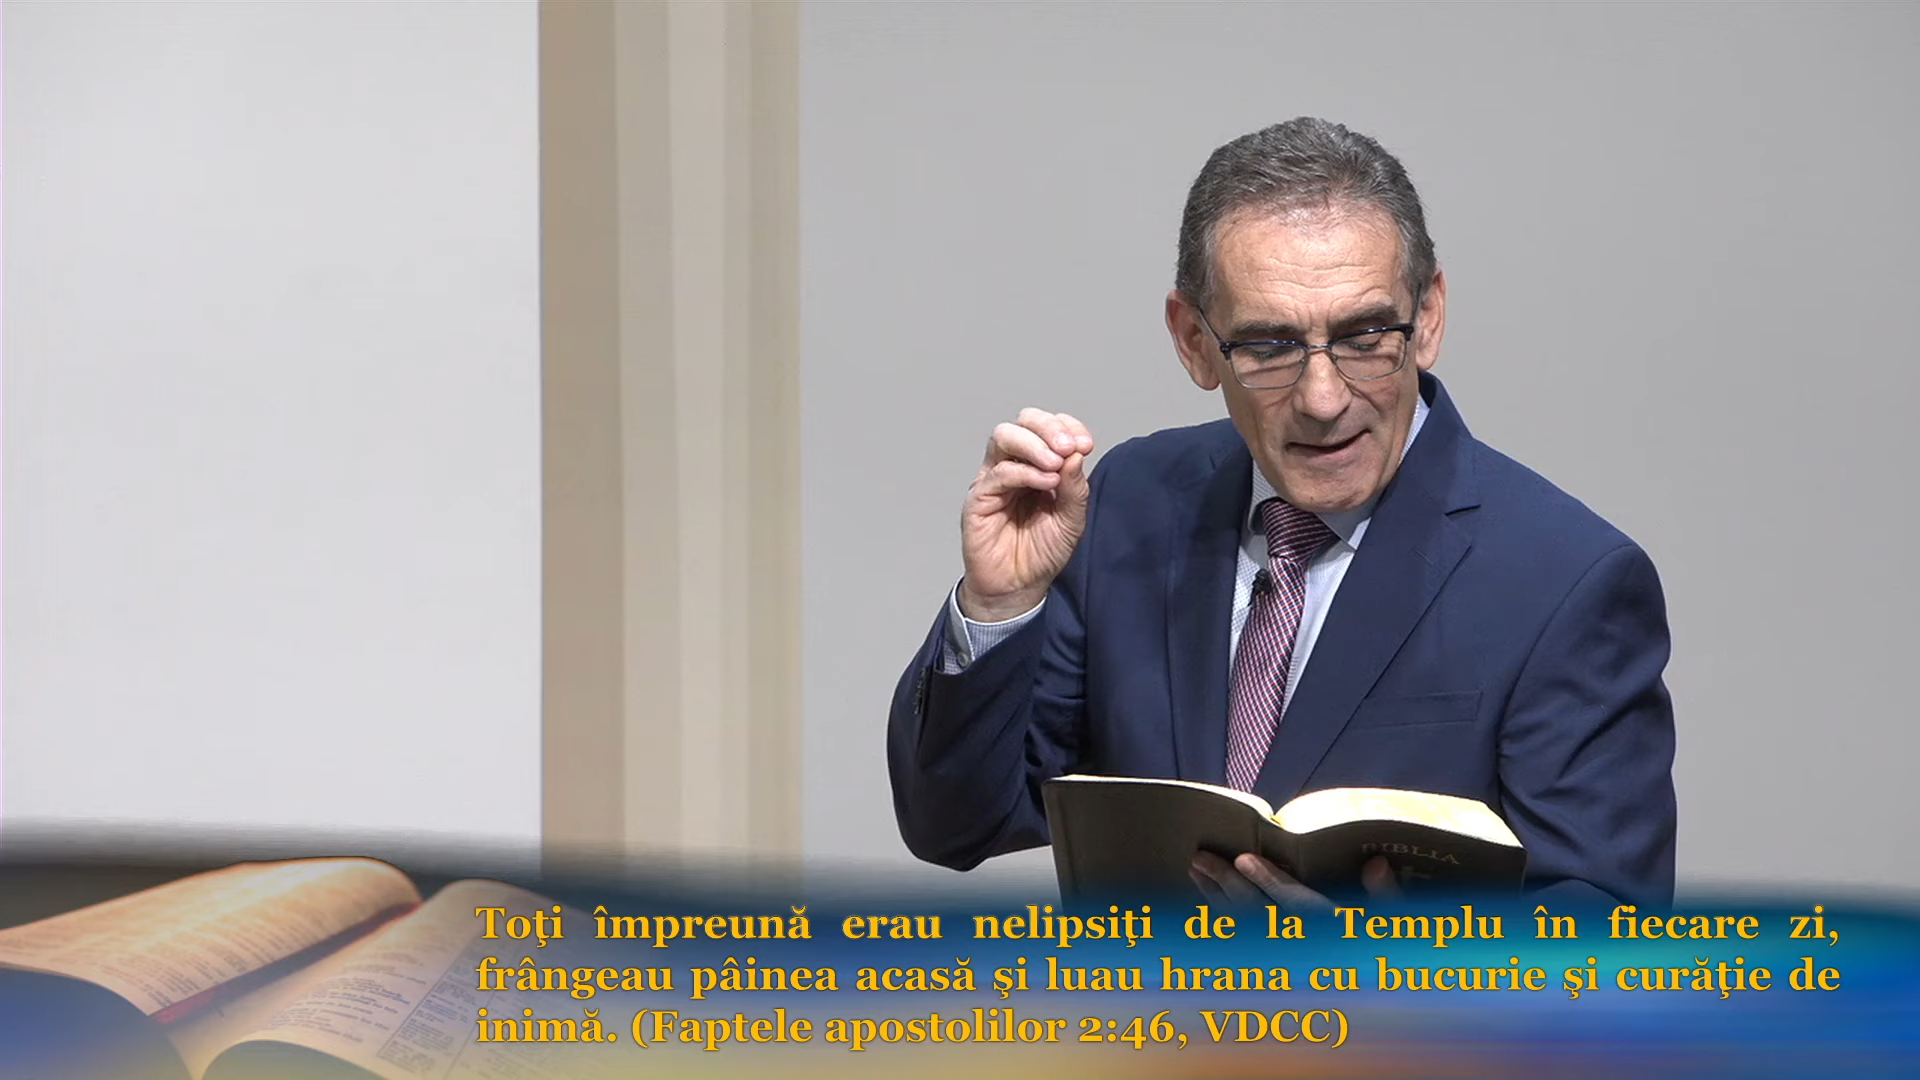 BIBLIA
Toţi împreună erau nelipsiţi de la Templu în fiecare zi,
frângeau pâinea acasă şi luau hrana cu bucurie şi curăţie de
inimă. (Faptele apostolilor 2:46, VDCC)